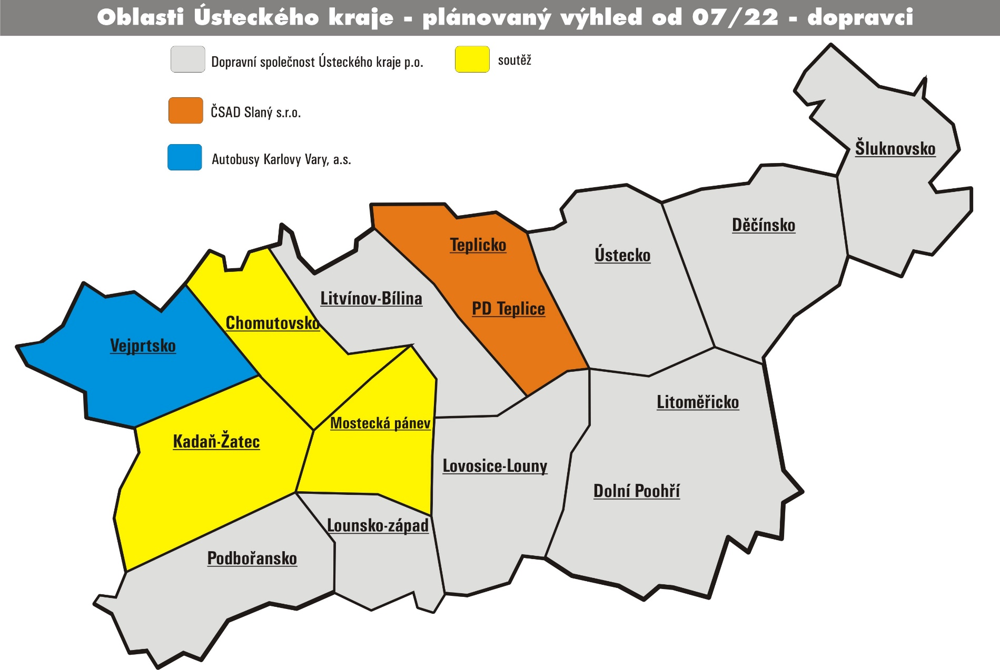 Oblasti Ústeckého kraje - plánovaný výhled od 07/22 - dopravci
Dopravní společnost Ústeckého kraje p.o.
soutěž
ČSAD Slaný s.r.o.
Autobusy Karlovy Vary, a.s.
Šluknovsko
Děčínsko
Teplicko
Ústecko
Litvínov-Bílina
PD Teplice
Chomutovsko
Vejprtsko
Litoměřicko
Mostecká pánev
Kadaň-Žatec
Lovosice-Louny
Dolní Poohří
Lounsko-západ
Podbořansko